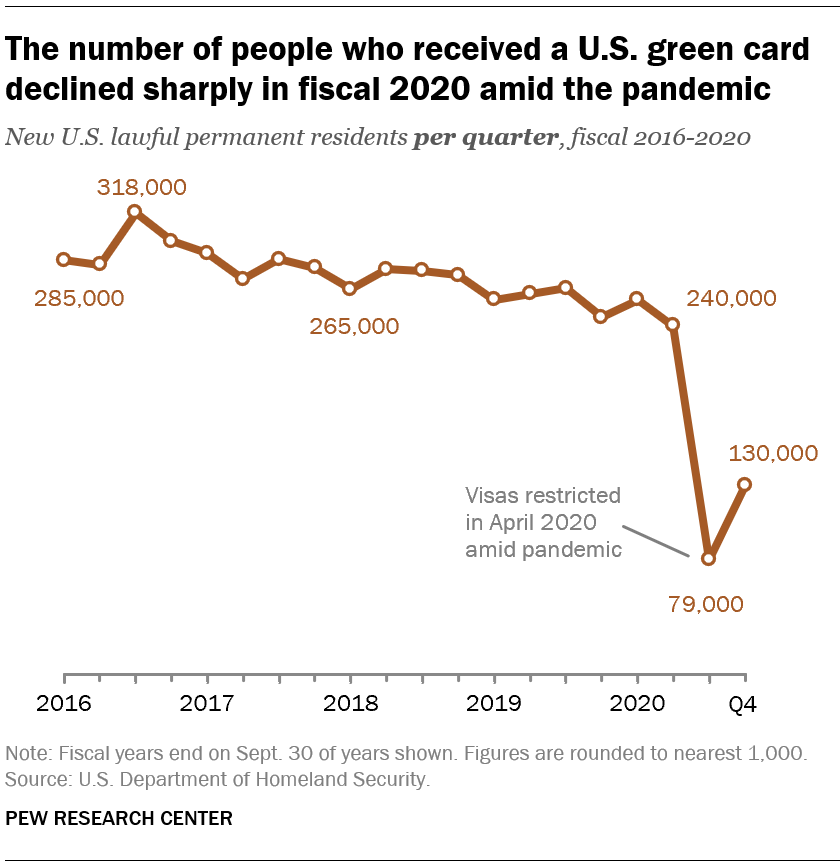 The number of people who received a U.S. green card
declined sharply in fiscal 2020 amid the pandemic
New U.S. lawful permanent residents per quarter, fiscal 2016-2020
318,000
285,000
265,000
240,000
130,000
Visas restricted
in April 2020
amid pandemic
79,000
2016 2017 2018 2019 2020 Q4
Note: Fiscal years end on Sept. 30 of years shown. Figures are rounded to nearest 1,000.
Source: U.S. Department of Homeland Security.
PEW RESEARCH CENTER